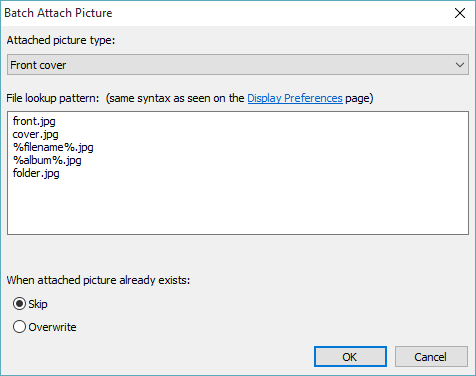 Batch Attach Picture
Attached picture type:
Front cover
File lookup pattern: (same syntax as seen on the Display Preferences page)
front.jpg
cover.jpg
%filename%.jpg
%album%.jpg
folder.jpg
When attached picture already exists:
Skip
Overwrite
OK Cancel